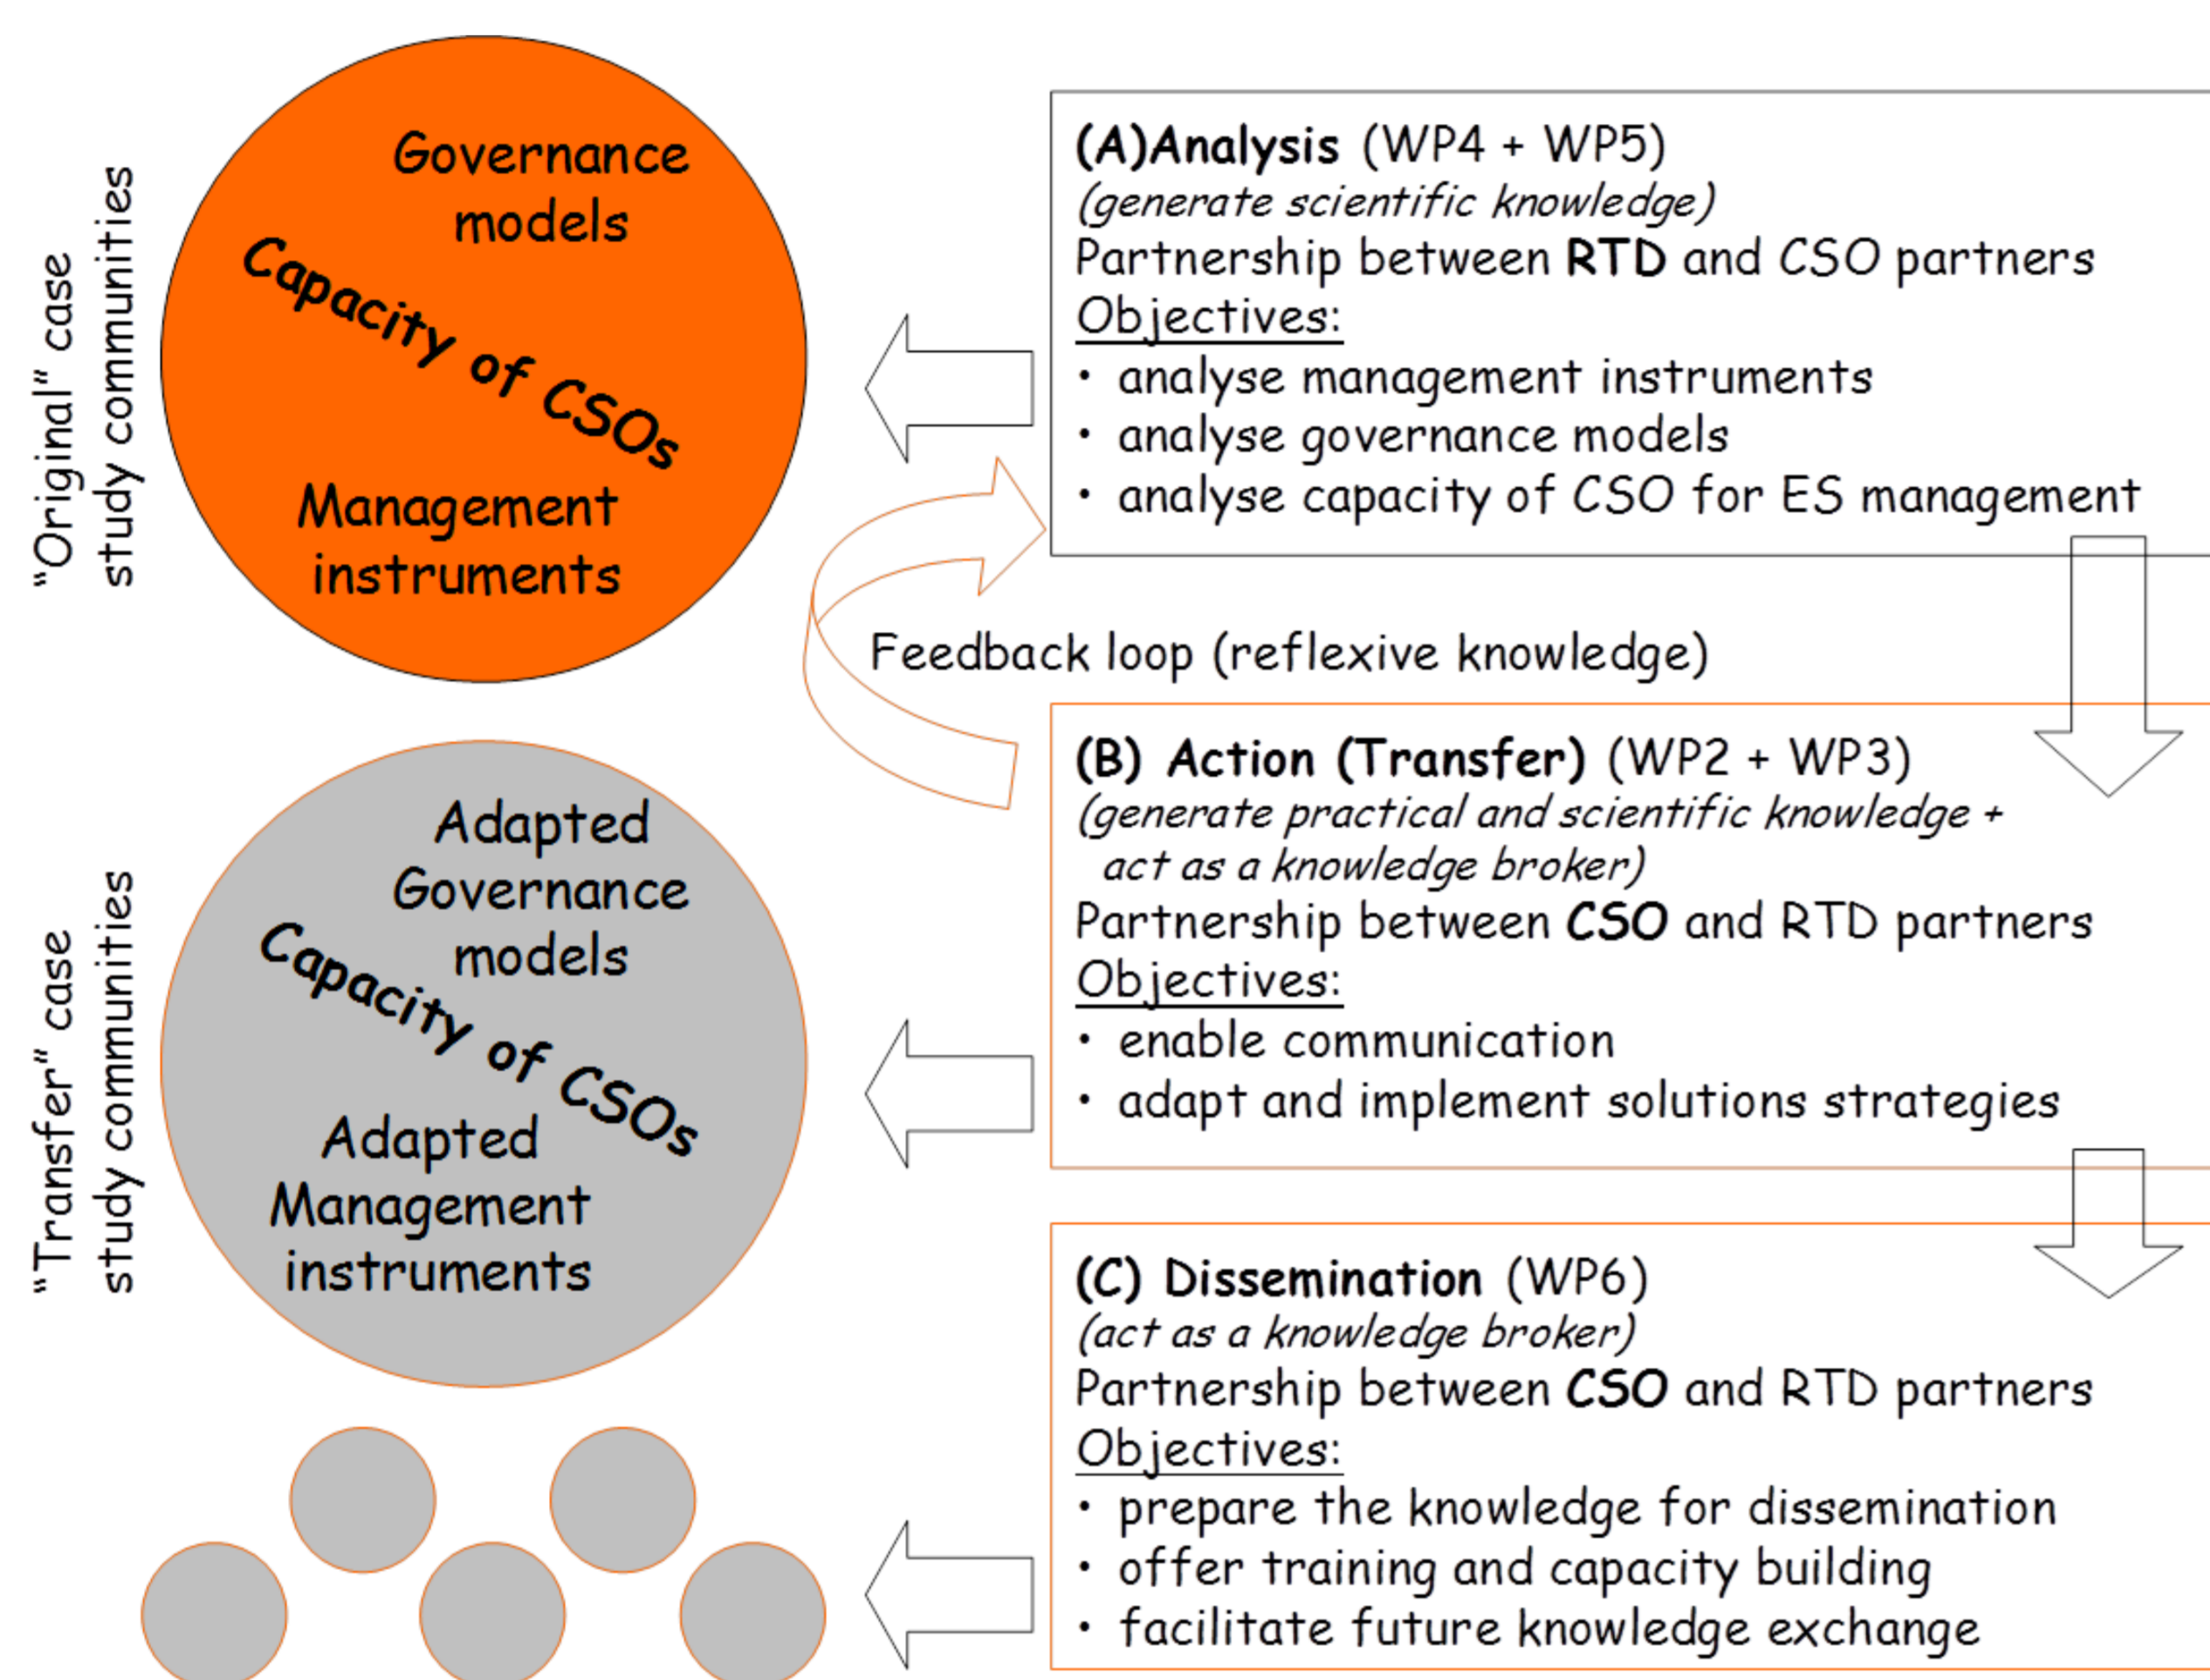 "Original" case
study communities
Governance
models
Capacity of CSOs
Management
instruments
(A)Analysis (WP4 + WP5)
(generate scientific knowledge)
Partnership between RTD and CSO partners
Objectives:
• analyse management instruments
• analyse governance models
• analyse capacity of CSO for ES management
Feedback loop (reflexive knowledge)
"Transfer" case
study communities
Adapted
Governance
models
Capacity of CSOs
Adapted
Management
instruments
(B) Action (Transfer) (WP2 + WP3)
(generate practical and scientific knowledge +
act as a knowledge broker)
Partnership between CSO and RTD partners
Objectives:
• enable communication
• adapt and implement solutions strategies
(C) Dissemination (WP6)
(act as a knowledge broker)
Partnership between CSO and RTD partners
Objectives:
• prepare the knowledge for dissemination
• offer training and capacity building
• facilitate future knowledge exchange